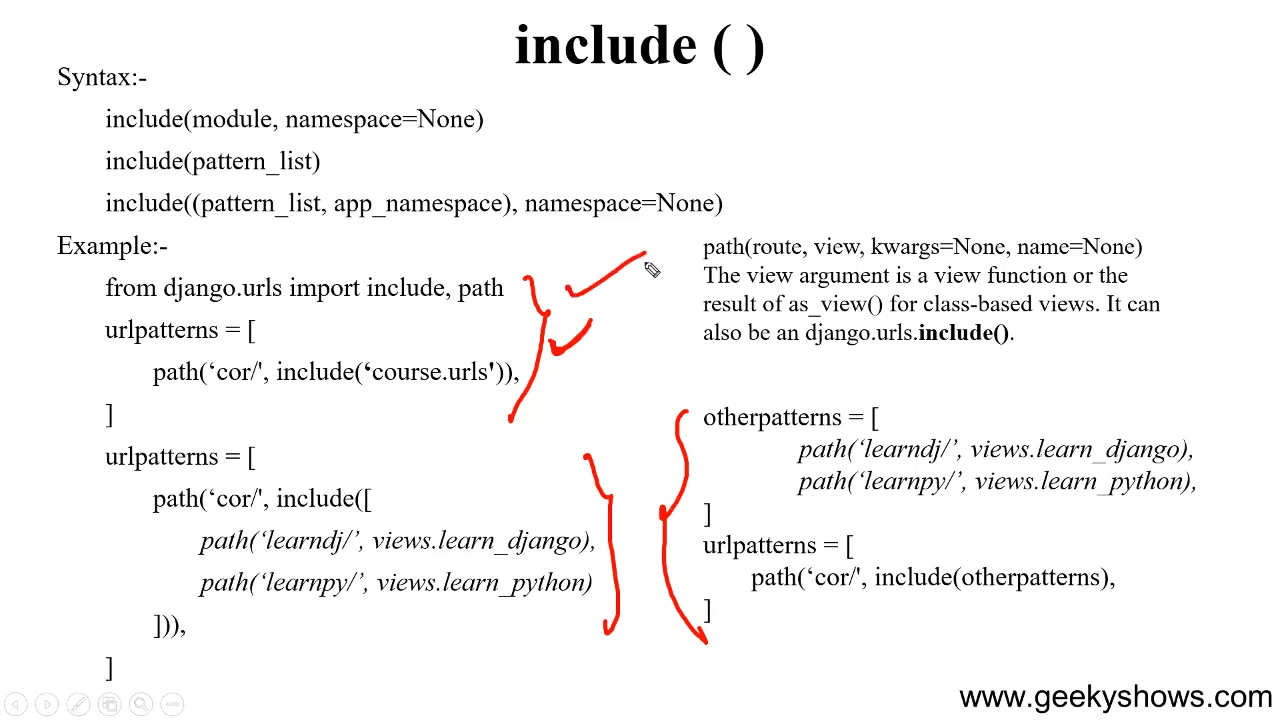 include ( )
Syntax:-
include(module, namespace=None)
include(pattern_list)
include((pattern_list, app_namespace), namespace=None)
Example:-
from django.urls import include, path
urlpatterns = [
path(‘cor/', include(‘course.urls')),
]
urlpatterns = [
path(‘cor/', include([
path(‘learndj/’, views.learn_django),
path(‘learnpy/’, views.learn_python)
])),
]
path(route, view, kwargs=None, name=None)
The view argument is a view function or the
result of as_view() for class-based views. It can
also be an django.urls.include().
otherpatterns = [
path(‘learndj/’, views.learn_django),
path(‘learnpy/’, views.learn_python),
]
urlpatterns = [
path(‘cor/', include(otherpatterns),
]
www.geekyshows.com